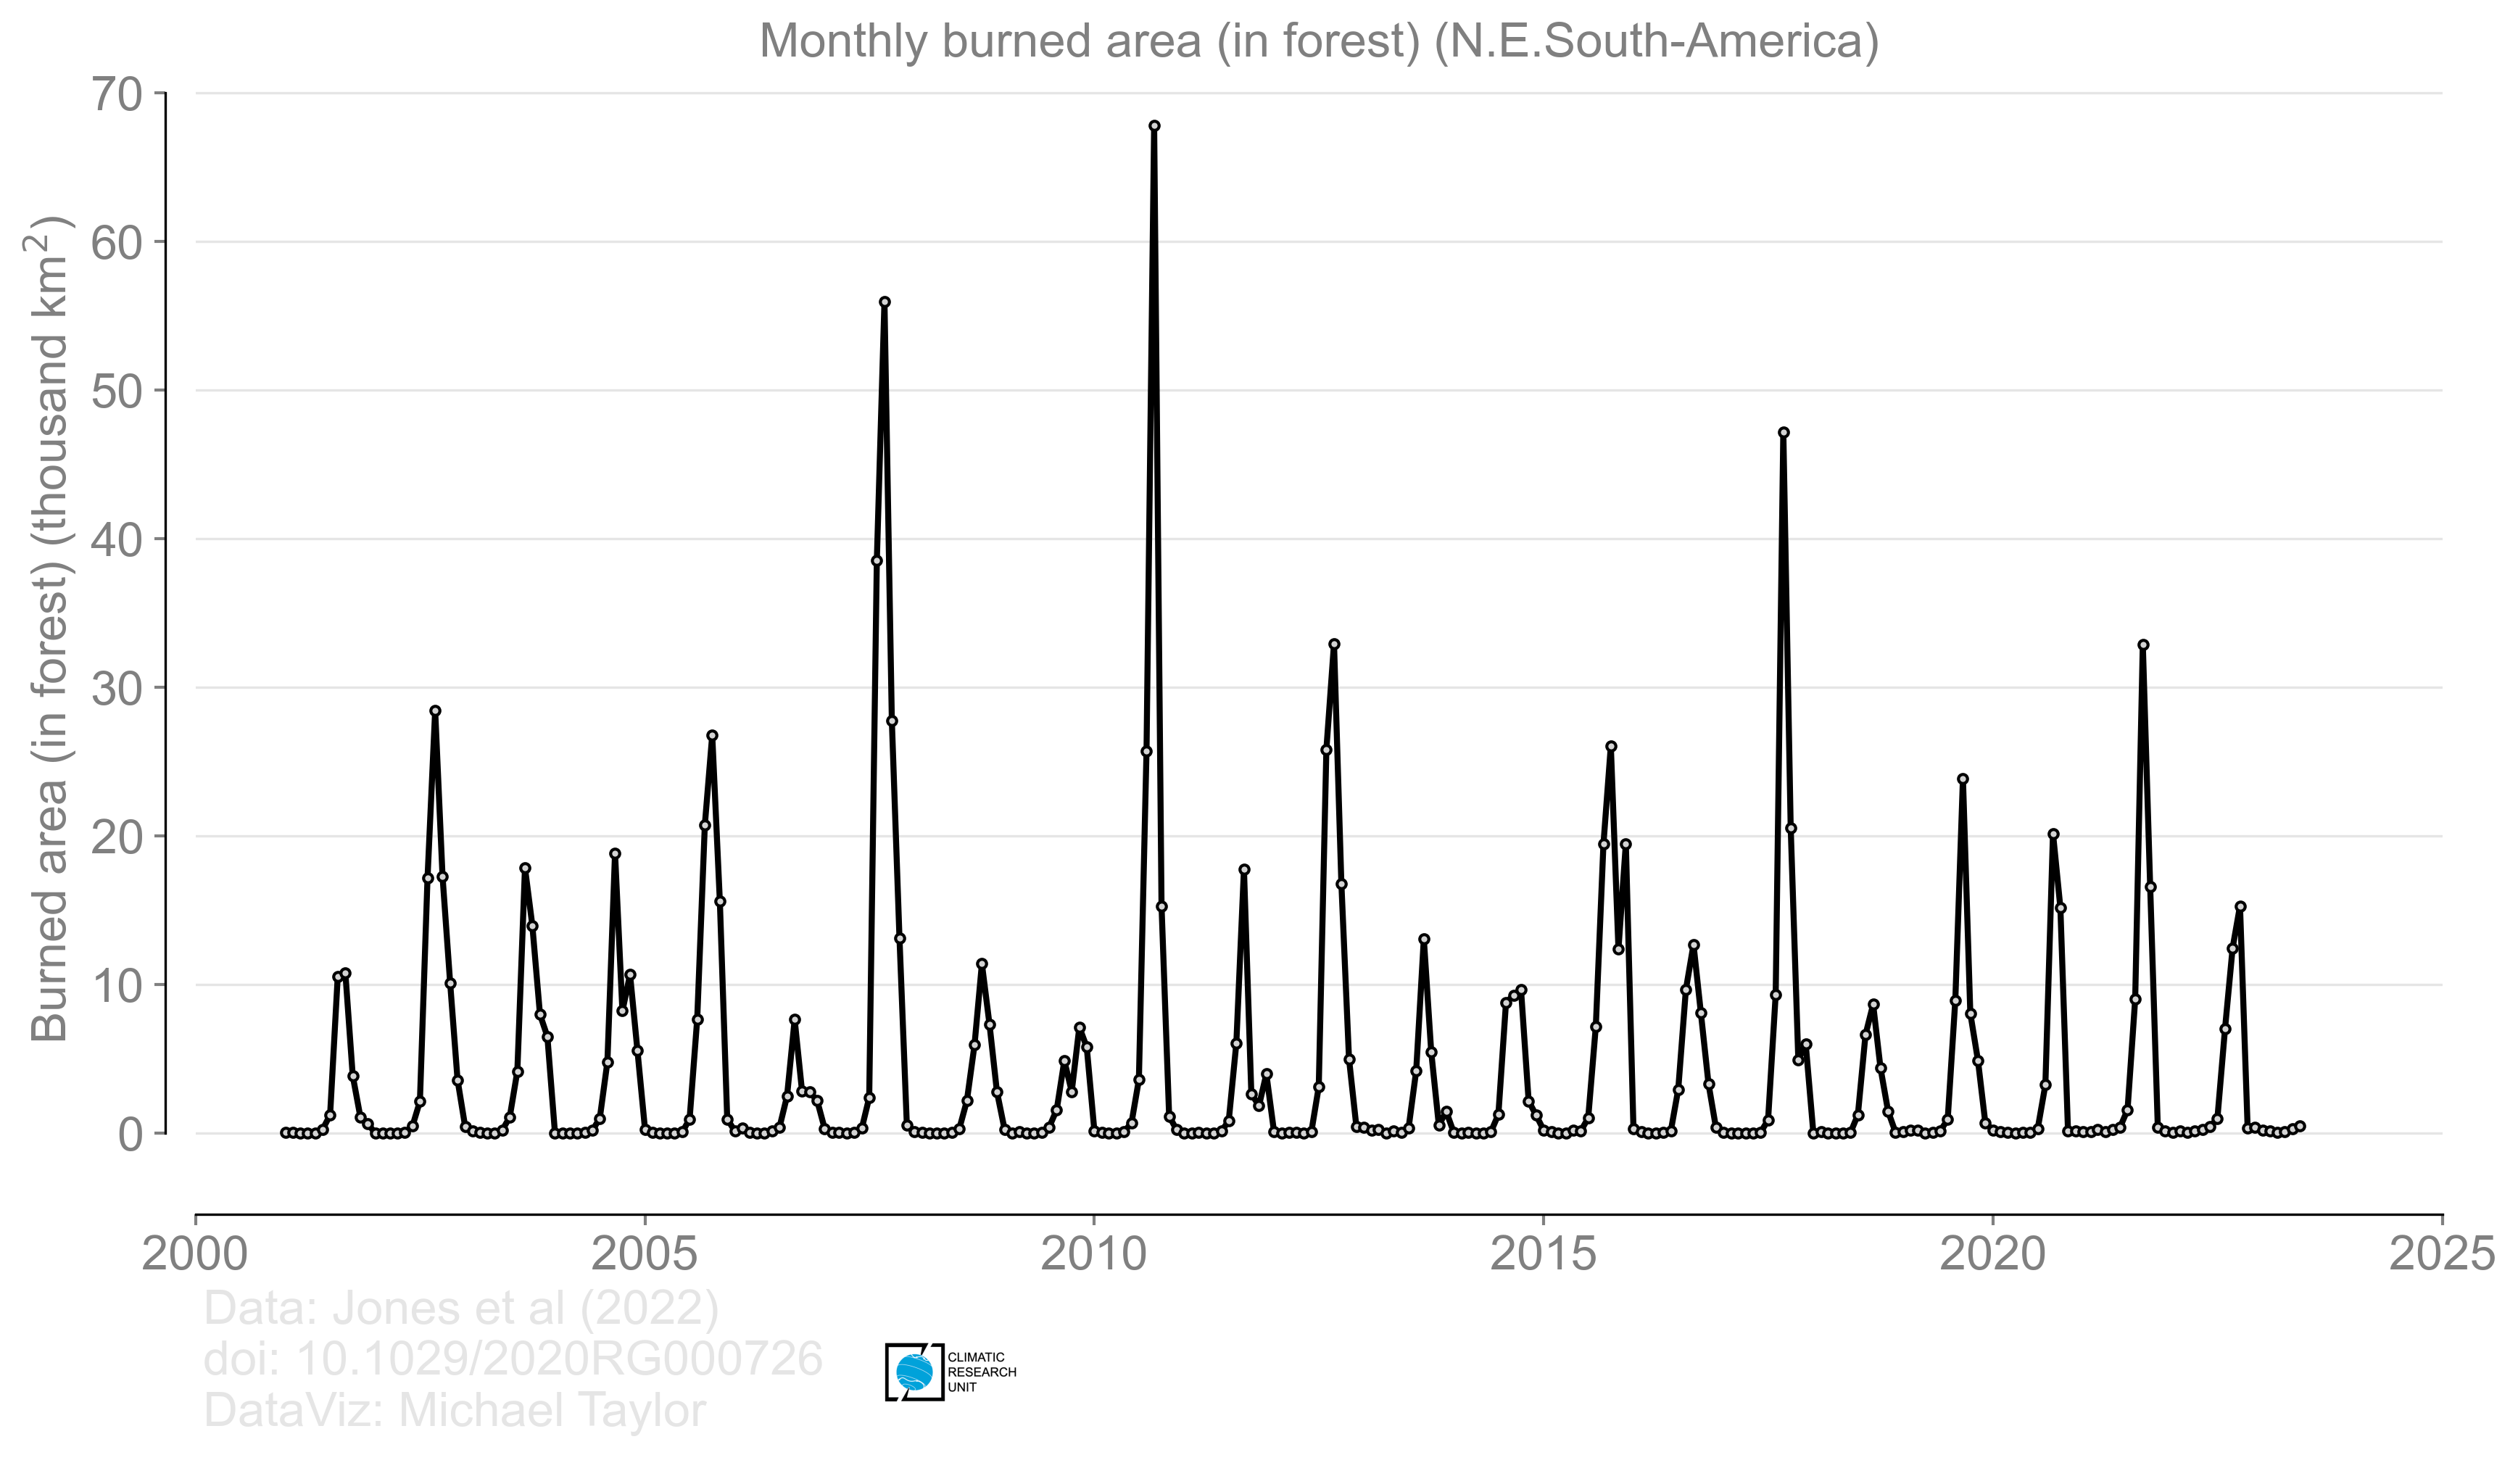 Monthly burned area (in forest) (N.E.South-America)
Burned area (in forest) (thousand km²)
70
60
50
40
30
20
10
0
2000 2005 2010 2015 2020 2025
Data: Jones et al (2022)
doi: 10.1029/2020RG000726
DataViz: Michael Taylor
CLIMATIC
RESEARCH
UNIT